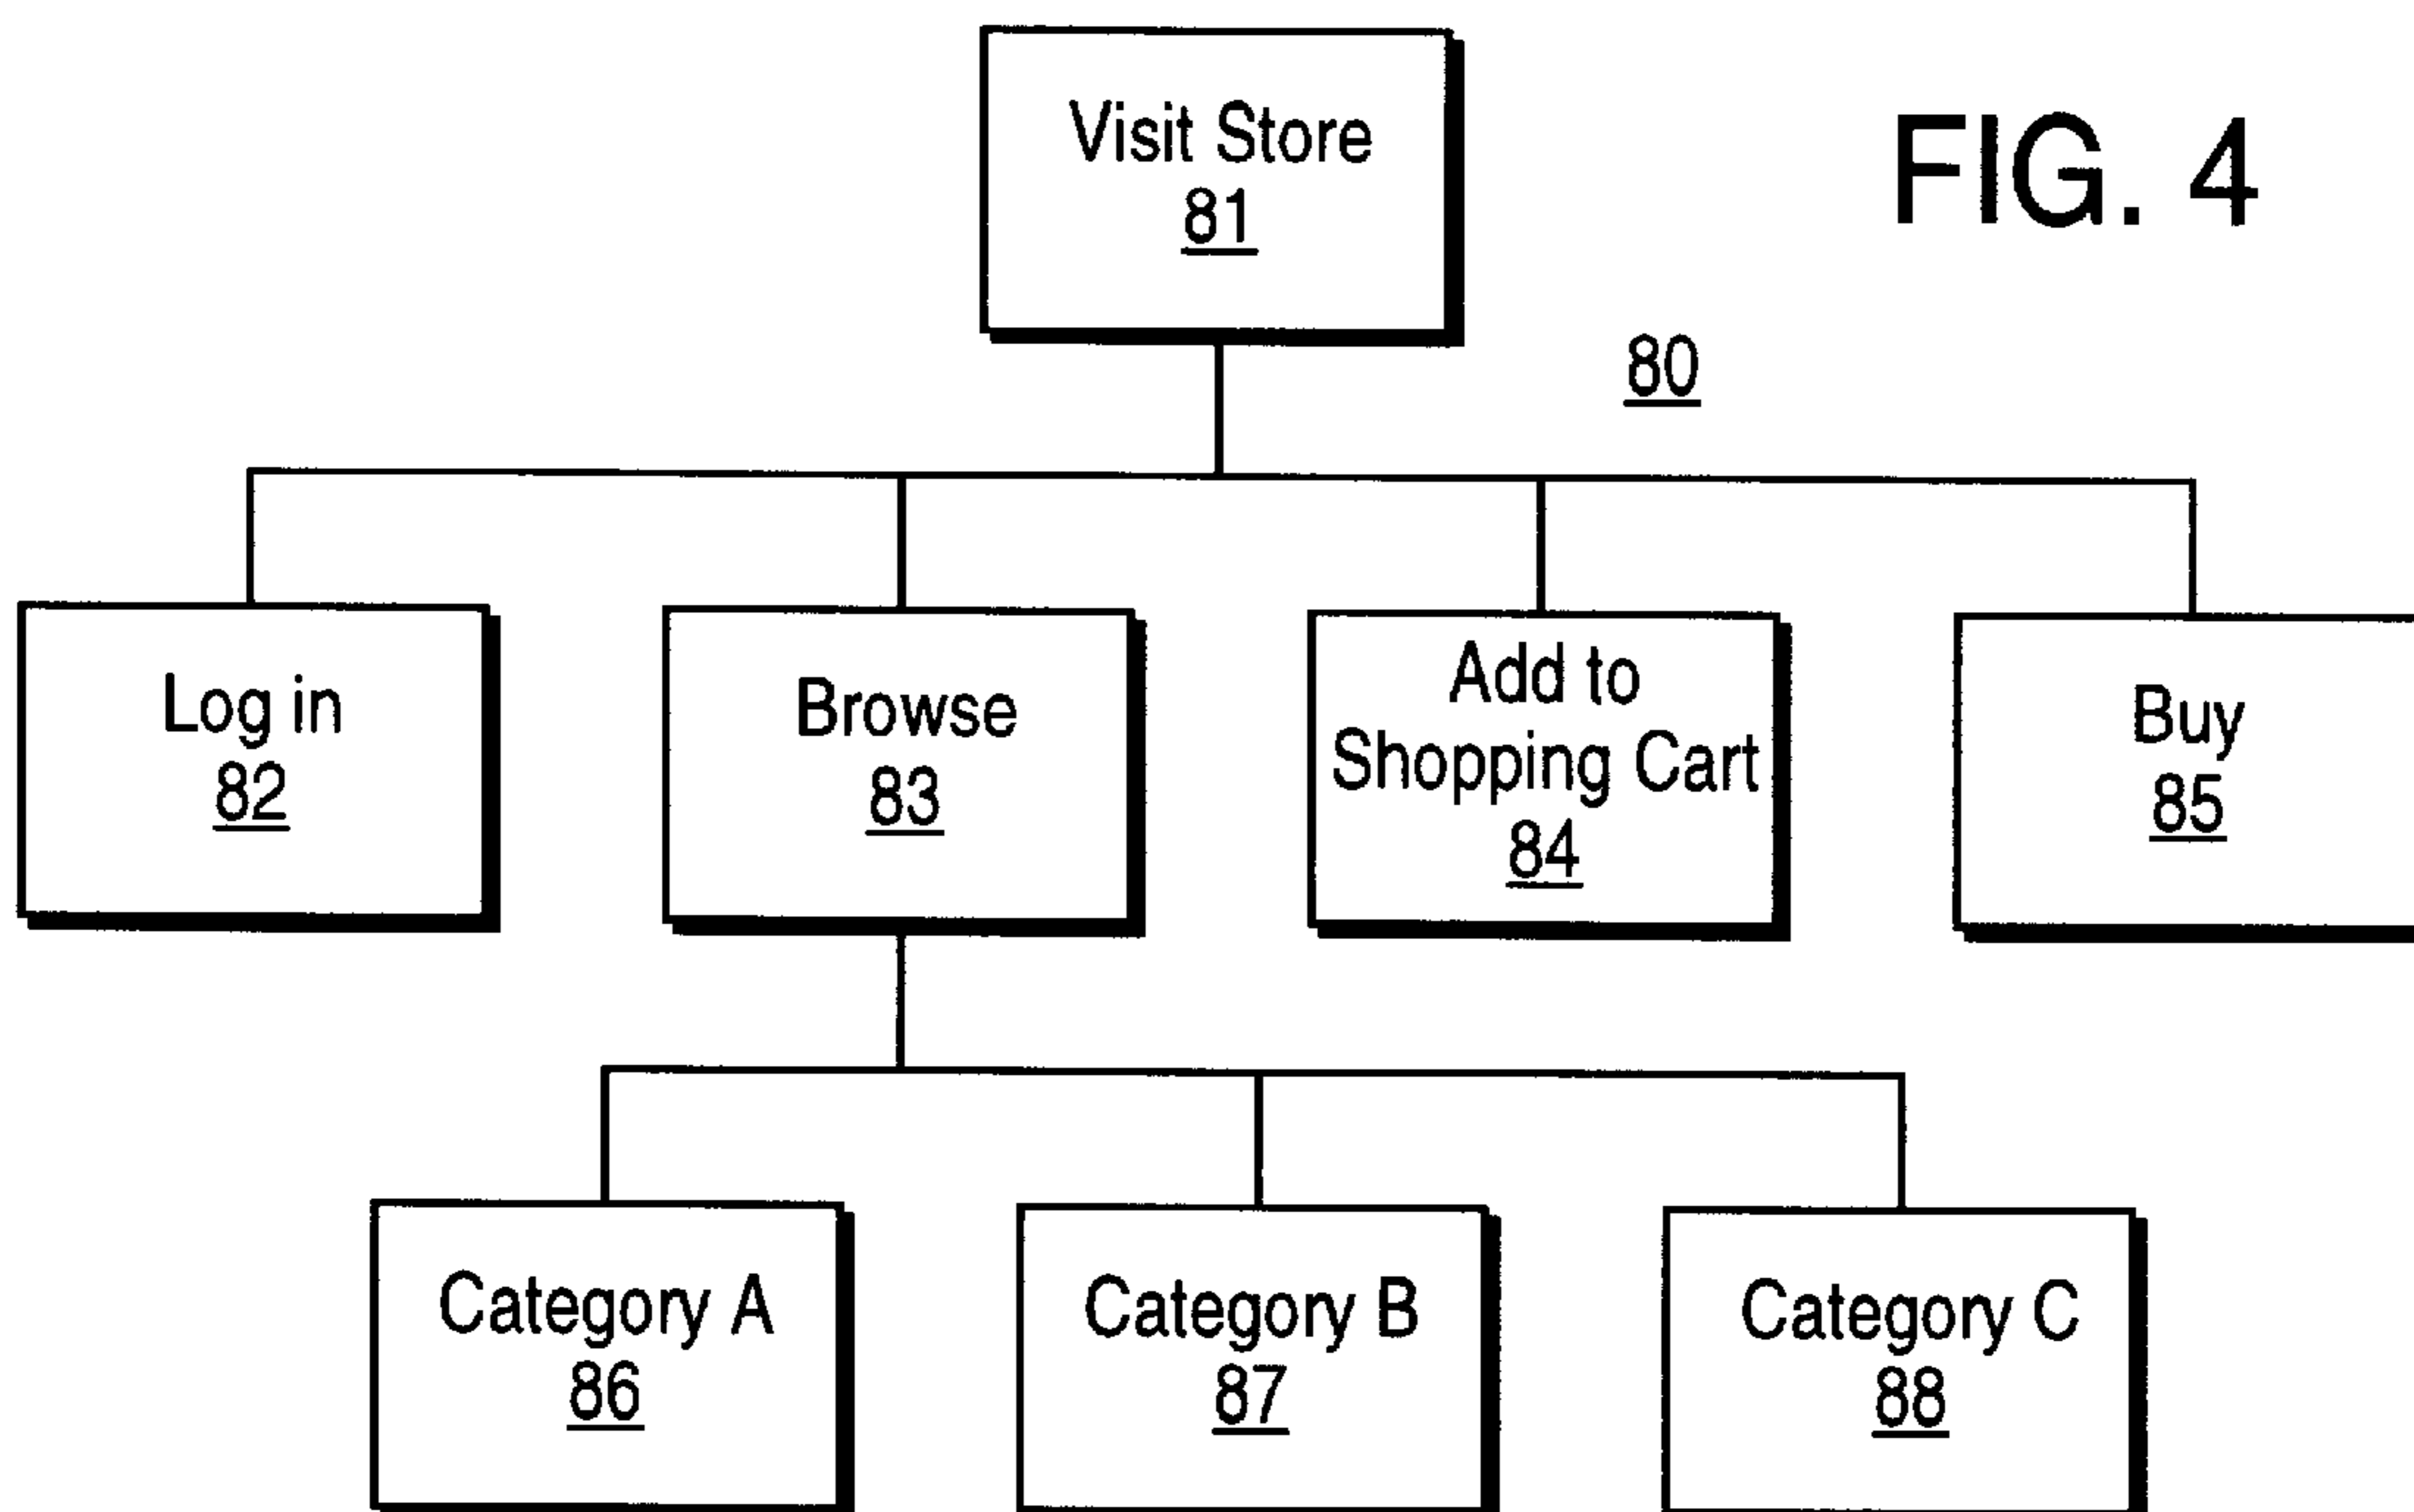 Visit Store
81
FIG. 4
80
Log in
82
Browse
83
Add to
Shopping Cart
84
Buy
85
Category A
86
Category B
87
Category C
88